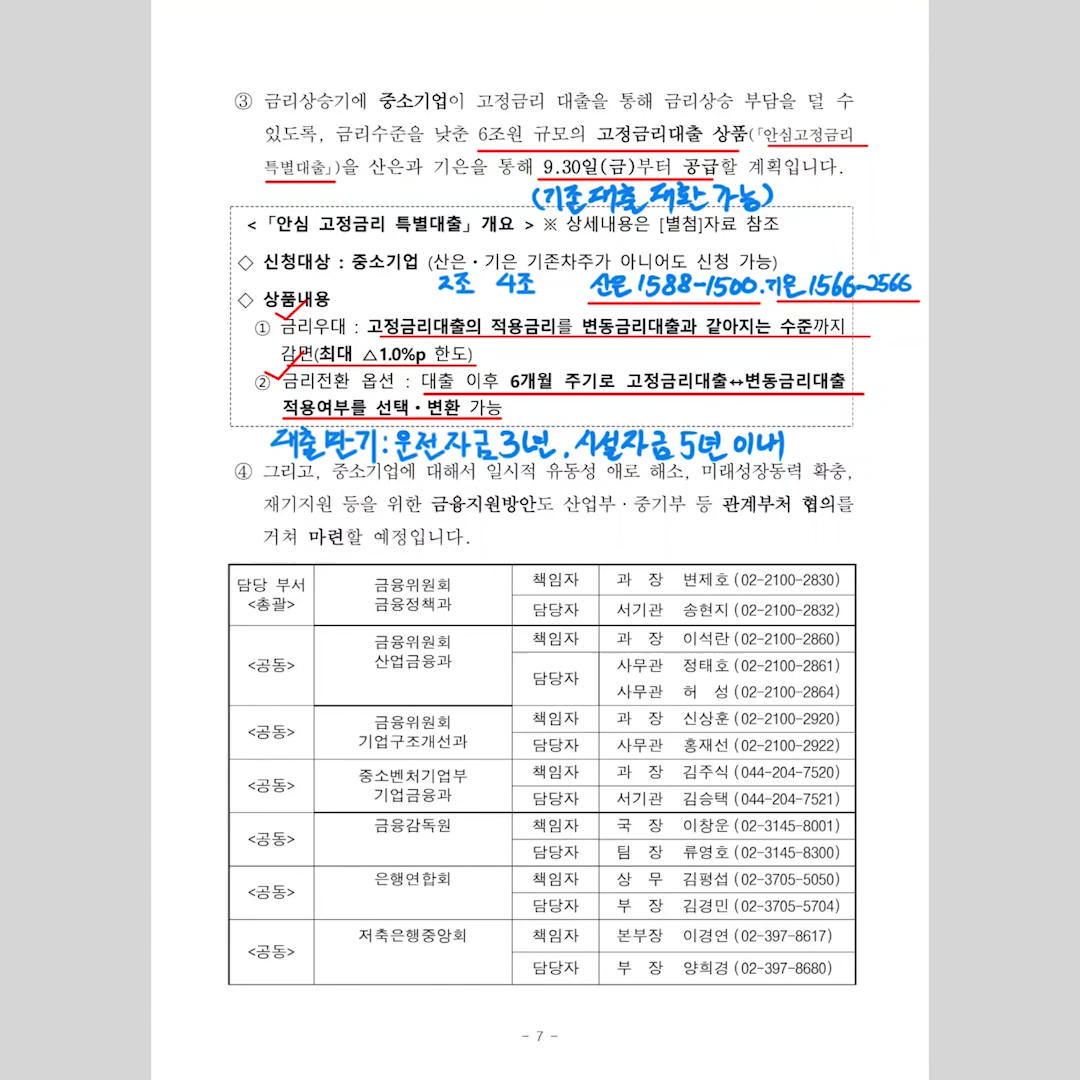 ③ 금리상승기에 중소기업이 고정금리 대출을 통해 금리상승 부담을 덜 수
있도록, 금리수준을 낮춘 6조원 규모의 고정금리대출 상품(「안심고정금리
특별대출」)을 산은과 기은을 통해 9.30일(금)부터 공급할 계획입니다.
(기존대출 대환 가능)
<「안심 고정금리 특별대출」 개요 > ※ 상세내용은 [별첨]자료 참조
◇ 신청대상 : 중소기업 (산은・기은 기존차주가 아니어도 신청 가능)
2조 4조 산은 1588-1500. 기은 1566-2566
◇ 상품내용
① 금리우대 : 고정금리대출의 적용금리를 변동금리대출과 같아지는 수준까지
감면(최대 △1.0%p 한도)
② 금리전환 옵션 : 대출 이후 6개월 주기로 고정금리대출↔변동금리대출
적용여부를 선택・변환 가능
대출만기 : 운전자금 3년, 시설자금 5년 이내
④ 그리고, 중소기업에 대해서 일시적 유동성 애로 해소, 미래성장동력 확충,
재기지원 등을 위한 금융지원방안도 산업부・중기부 등 관계부처 협의를
거쳐 마련할 예정입니다.
담당 부서 <총괄> 금융위원회 금융정책과 책임자 과 장 변제호 (02-2100-2830)
담당자 서기관 송현지 (02-2100-2832)
<공동> 금융위원회 산업금융과 책임자 과 장 이석란 (02-2100-2860)
담당자 사무관 정태호 (02-2100-2861)
사무관 허 성 (02-2100-2864)
<공동> 금융위원회 기업구조개선과 책임자 과 장 신상훈 (02-2100-2920)
담당자 사무관 홍재선 (02-2100-2922)
<공동> 중소벤처기업부 기업금융과 책임자 과 장 김주식 (044-204-7520)
담당자 서기관 김승택 (044-204-7521)
<공동> 금융감독원 책임자 국 장 이창운 (02-3145-8001)
담당자 팀 장 류영호 (02-3145-8300)
<공동> 은행연합회 책임자 상 무 김평섭 (02-3705-5050)
담당자 부 장 김경민 (02-3705-5704)
<공동> 저축은행중앙회 책임자 본부장 이경연 (02-397-8617)
담당자 부 장 양희경 (02-397-8680)
- 7 -